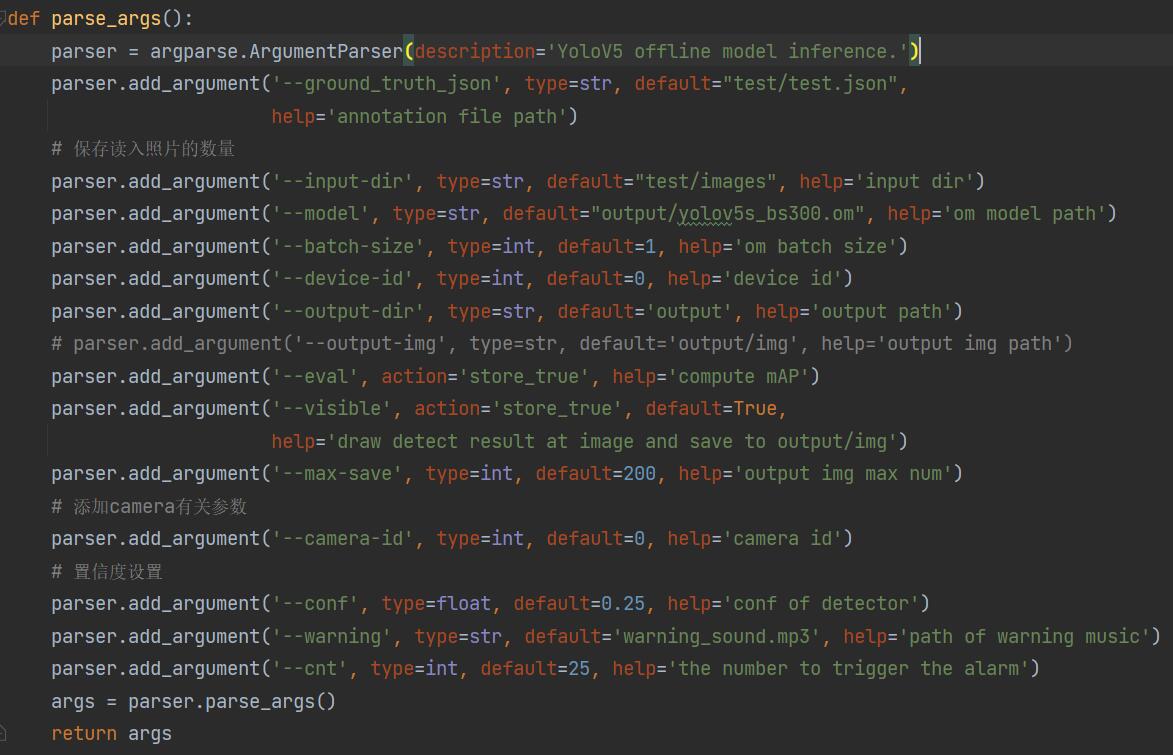 def parse_args():
    parser = argparse.ArgumentParser(description='YoloV5 offline model inference.')
    parser.add_argument('--ground_truth_json', type=str, default="test/test.json",
                        help='annotation file path')
    # 保存读入照片的数量
    parser.add_argument('--input-dir', type=str, default="test/images", help='input dir')
    parser.add_argument('--model', type=str, default="output/yolov5s_bs300.om", help='om model path')
    parser.add_argument('--batch-size', type=int, default=1, help='om batch size')
    parser.add_argument('--device-id', type=int, default=0, help='device id')
    parser.add_argument('--output-dir', type=str, default='output', help='output path')
    # parser.add_argument('--output-img', type=str, default='output/img', help='output img path')
    parser.add_argument('--eval', action='store_true', help='compute mAP')
    parser.add_argument('--visible', action='store_true', default=True,
                        help='draw detect result at image and save to output/img')
    parser.add_argument('--max-save', type=int, default=200, help='output img max num')
    # 添加camera有关参数
    parser.add_argument('--camera-id', type=int, default=0, help='camera id')
    # 置信度设置
    parser.add_argument('--conf', type=float, default=0.25, help='conf of detector')
    parser.add_argument('--warning', type=str, default='warning_sound.mp3', help='path of warning music')
    parser.add_argument('--cnt', type=int, default=25, help='the number to trigger the alarm')
    args = parser.parse_args()
    return args